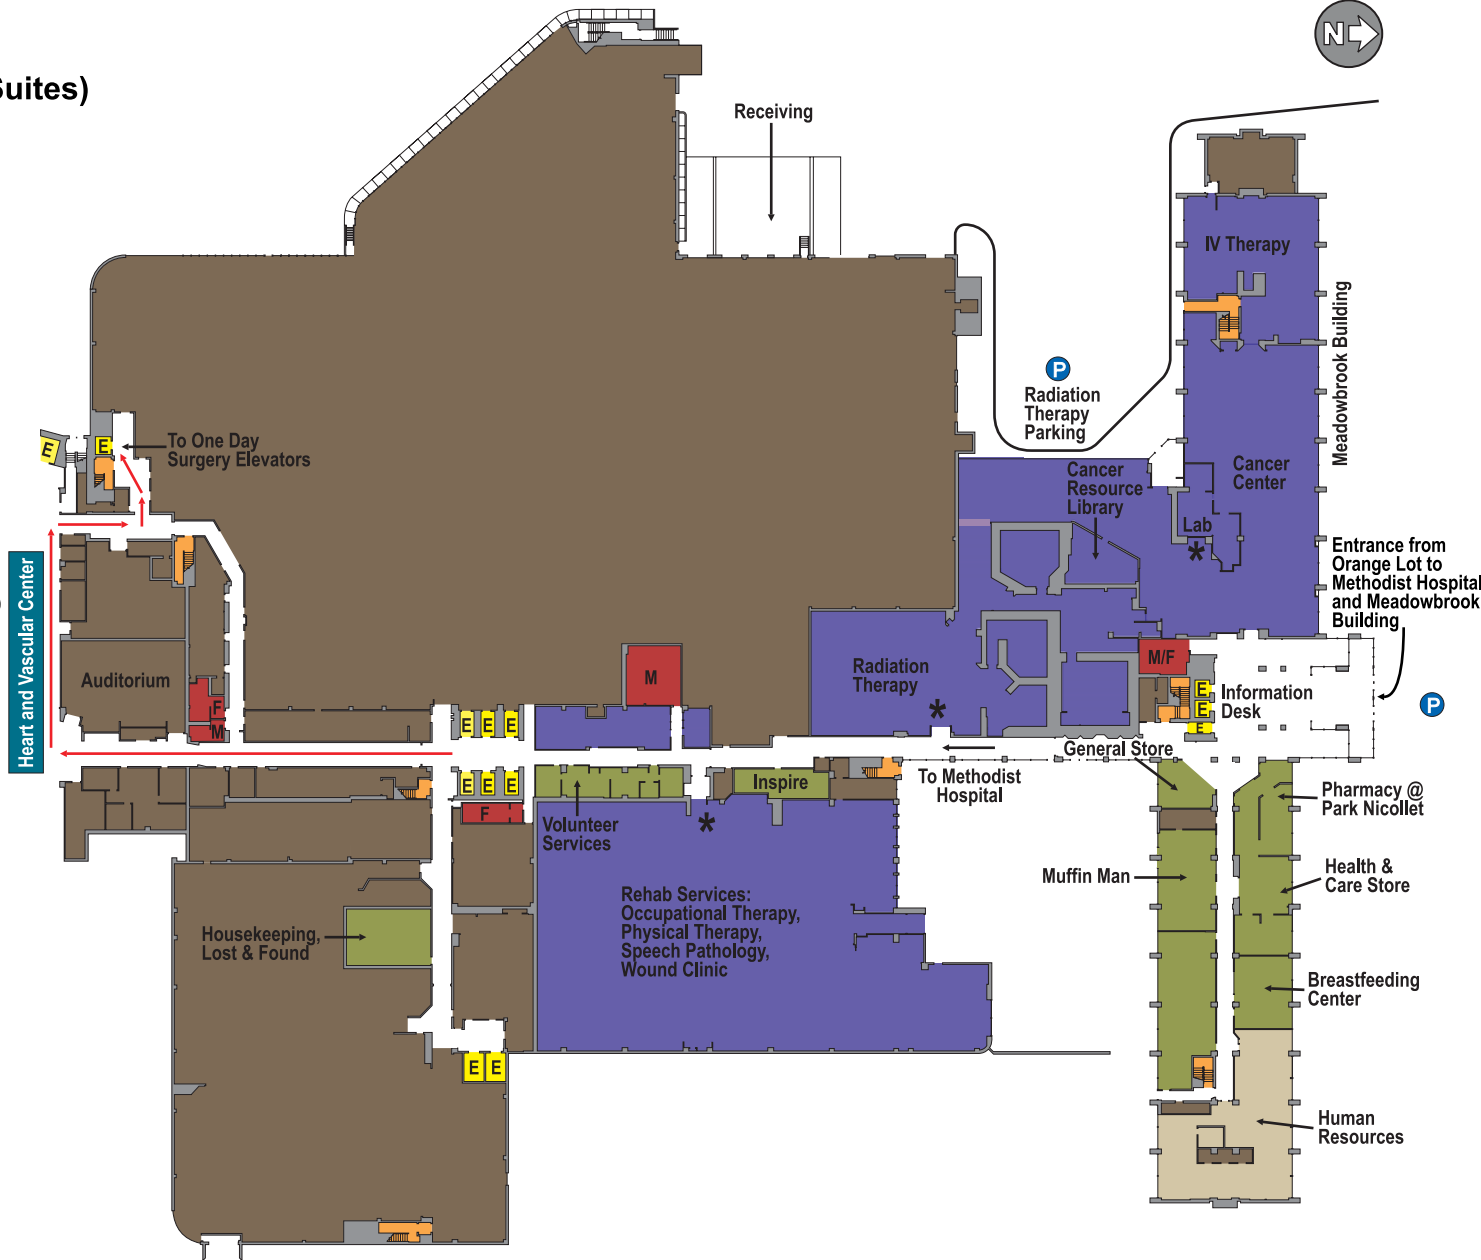 N
Suites)
Receiving
IV Therapy
Meadowbrook Building
P
Radiation
Therapy
Parking
E
E
To One Day
Surgery Elevators
Cancer
Resource
Library
Cancer
Center
Lab
*
Entrance from
Orange Lot to
Methodist Hospital
and Meadowbrook
Building
Heart and Vascular Center
Auditorium
F
M
M
Radiation
Therapy
*
M/F
E
E
E
Information
Desk
P
E E E
General Store
To Methodist
Hospital
E E E
F
Inspire
Volunteer
Services
*
Pharmacy @
Park Nicollet
Muffin Man
Health &
Care Store
Rehab Services:
Occupational Therapy,
Physical Therapy,
Speech Pathology,
Wound Clinic
Housekeeping,
Lost & Found
Breastfeeding
Center
E E
Human
Resources